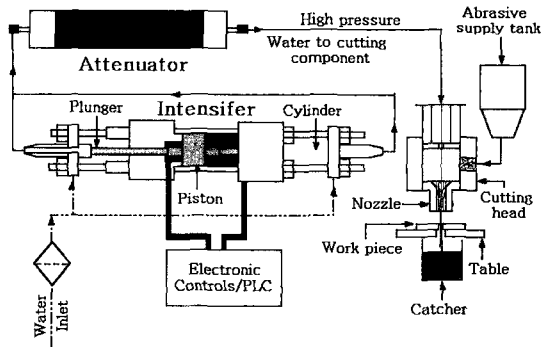 High pressure
Water to cutting
component
Abrasive
supply tank
Attenuator
Plunger
Intensifer
Cylinder
Piston
Nozzle
Cutting
head
Work piece
Electronic
Controls/PLC
Table
Catcher
Water
Inlet